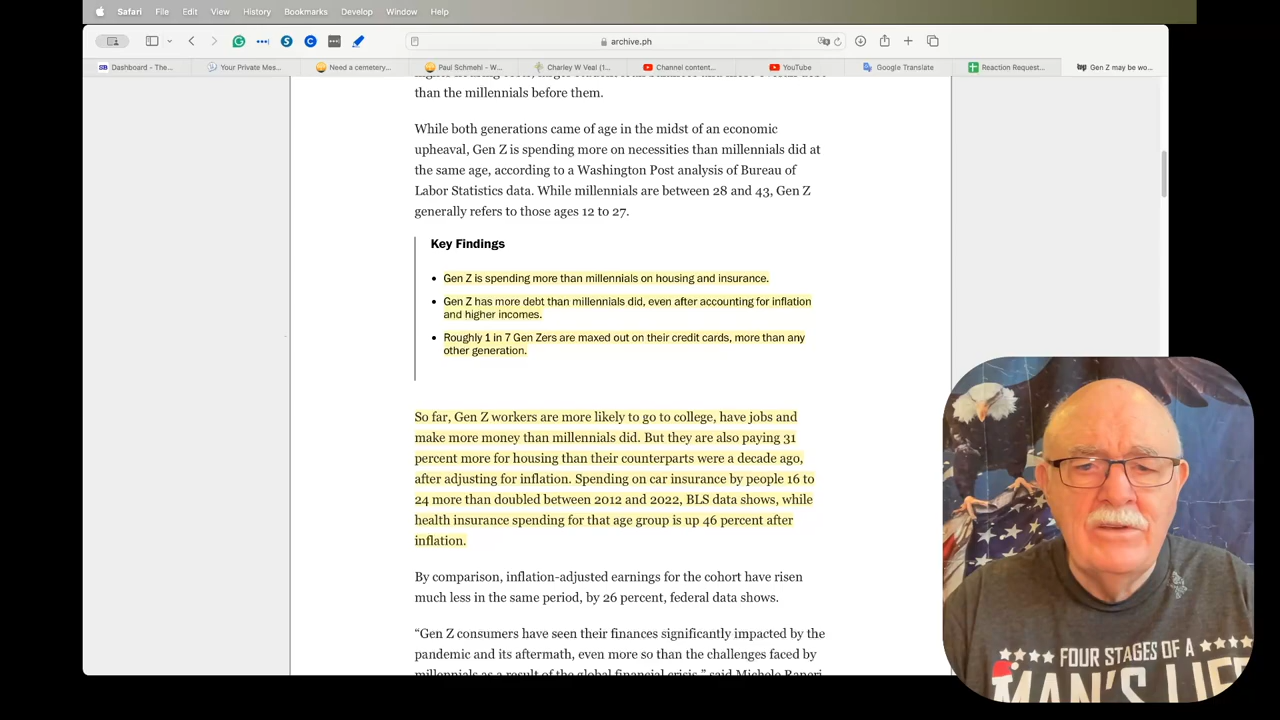 Safari File Edit View History Bookmarks Develop Window Help
archive.ph
Dashboard - The... Your Private Mes... Need a cemetery... Paul Schmehl - W... Charley W Veal (1... Channel content... YouTube Google Translate Reaction Request... Gen Z may be wo...
than the millennials before them.
While both generations came of age in the midst of an economic
upheaval, Gen Z is spending more on necessities than millennials did at
the same age, according to a Washington Post analysis of Bureau of
Labor Statistics data. While millennials are between 28 and 43, Gen Z
generally refers to those ages 12 to 27.
Key Findings
• Gen Z is spending more than millennials on housing and insurance.
• Gen Z has more debt than millennials did, even after accounting for inflation
and higher incomes.
• Roughly 1 in 7 Gen Zers are maxed out on their credit cards, more than any
other generation.
So far, Gen Z workers are more likely to go to college, have jobs and
make more money than millennials did. But they are also paying 31
percent more for housing than their counterparts were a decade ago,
after adjusting for inflation. Spending on car insurance by people 16 to
24 more than doubled between 2012 and 2022, BLS data shows, while
health insurance spending for that age group is up 46 percent after
inflation.
By comparison, inflation-adjusted earnings for the cohort have risen
much less in the same period, by 26 percent, federal data shows.
“Gen Z consumers have seen their finances significantly impacted by the
pandemic and its aftermath, even more so than the challenges faced by
millennials as a result of the global financial crisis,” said Michele Raneri
FOUR STAGES OF A
MAN'S LIFE